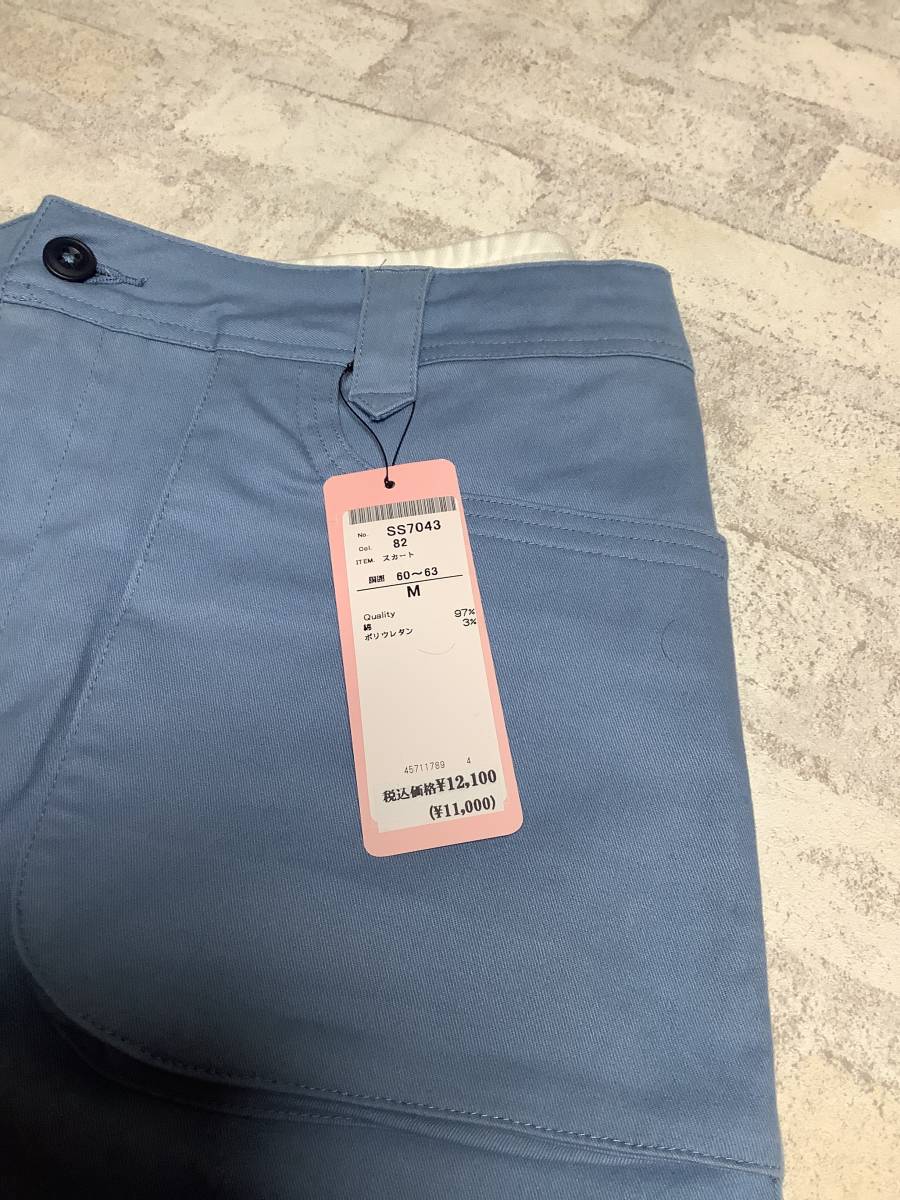 No. SS7043
Col. 82
ITEM. スカート
胴囲 60〜63
M
Quality 97%
綿 3%
ポリウレタン
45711789 4
税込価格¥12,100
(¥11,000)